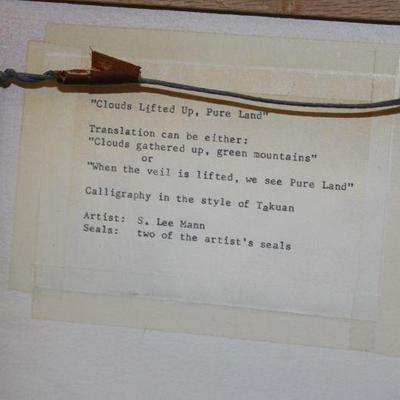 "Clouds Lifted Up, Pure Land"
Translation can be either:
"Clouds gathered up, green mountains"
or
"When the veil is lifted, we see Pure Land"
Calligraphy in the style of Takuan
Artist: S. Lee Mann
Seals: two of the artist's seals